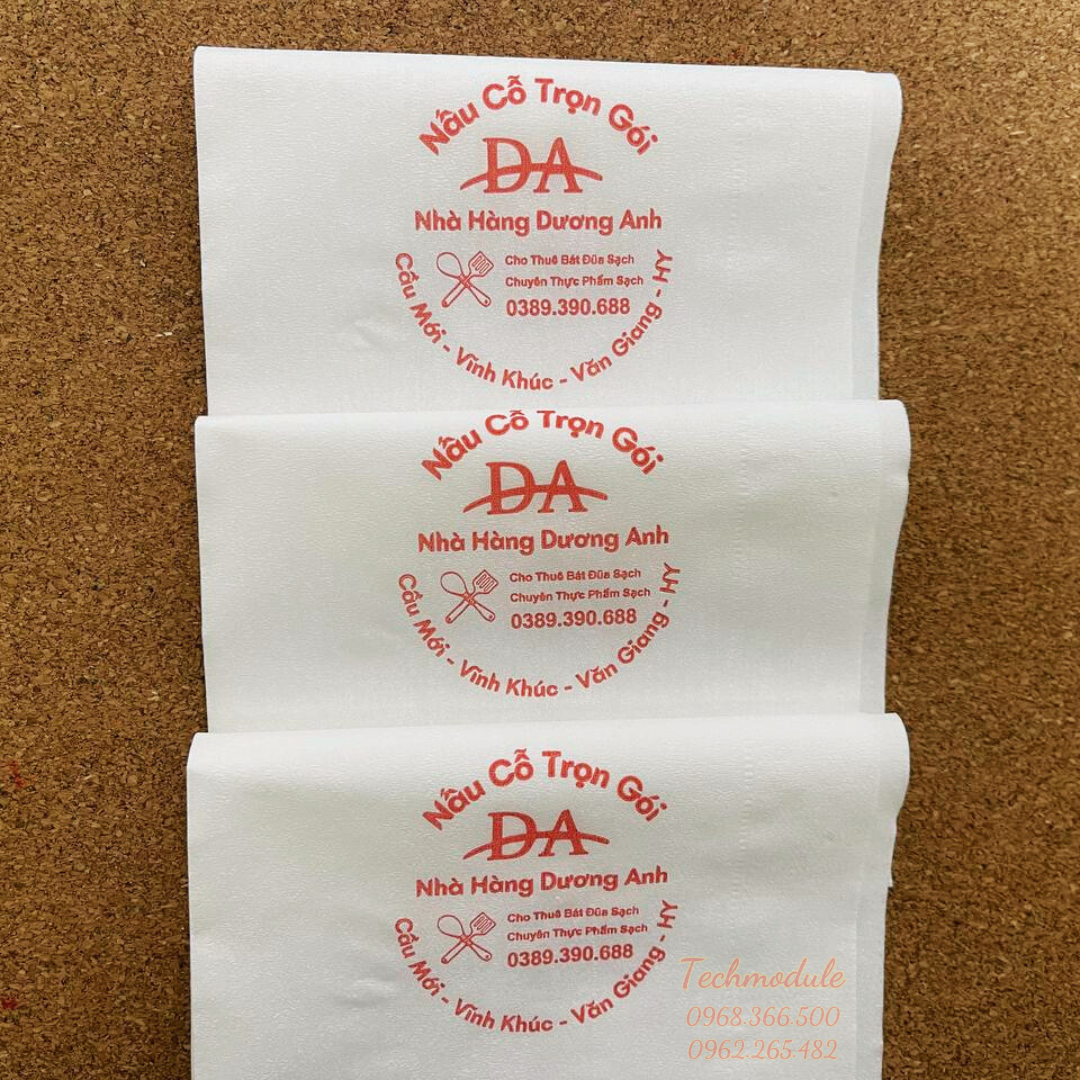 Nấu Cỗ Trọn Gói
DA
Nhà Hàng Dương Anh
Cho Thuê Bát Đũa Sạch
Chuyên Thực Phẩm Sạch
0389.390.688
Cầu Mới - Vĩnh Khúc - Văn Giang - HY
Nấu Cỗ Trọn Gói
DA
Nhà Hàng Dương Anh
Cho Thuê Bát Đũa Sạch
Chuyên Thực Phẩm Sạch
0389.390.688
Cầu Mới - Vĩnh Khúc - Văn Giang - HY
Nấu Cỗ Trọn Gói
DA
Nhà Hàng Dương Anh
Cho Thuê Bát Đũa Sạch
Chuyên Thực Phẩm Sạch
0389.390.688
Cầu Mới - Vĩnh Khúc - Văn Giang - HY
Techmodule
0968.366.500
0962.265.482